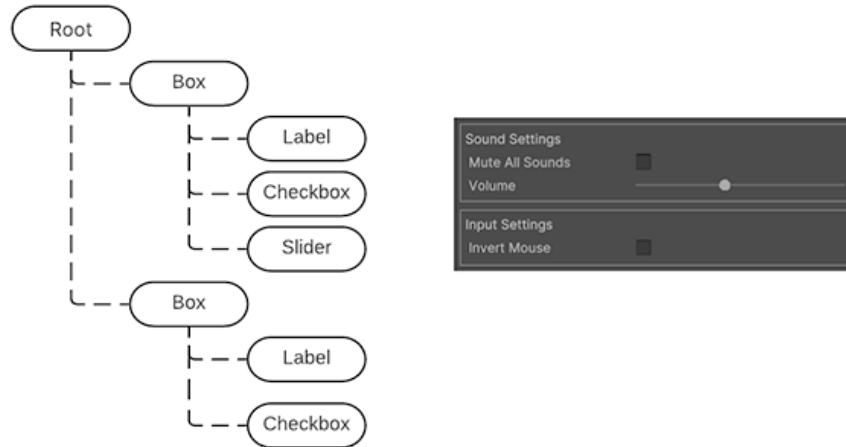 Root
Box
Label
Checkbox
Slider
Box
Label
Checkbox
Sound Settings
Mute All Sounds
Volume
Input Settings
Invert Mouse